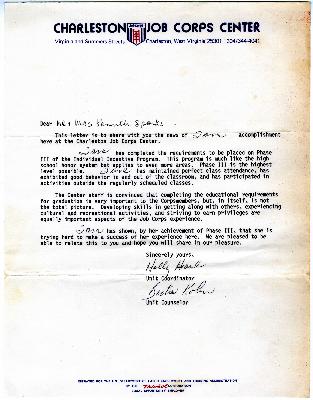 CHARLESTON JOB CORPS CENTER
Virginia and Summers Streets Charleston, West Virginia 25301 304/344-4041
Dear Mr & Mrs Sparks
This letter is to share with you the news of accomplishment
here at the Charleston Job Corps Center.
has completed the requirements to be placed on Phase
III of the Individual Incentive Program. This program is much like the high
school honor system but applies to even more areas. Phase III is the highest
level possible. has maintained perfect class attendance, has
exhibited good behavior in and out of the classroom, and has participated in
activities outside the regularly scheduled classes.
The Center staff is convinced that completing the educational requirements
for graduation is very important to the Corpsmembers, but, in itself, is not
the total picture. Developing skills in getting along with others, experiencing
cultural and recreational activities, and striving to earn privileges are
equally important aspects of the Job Corps experience.
has shown, by her achievement of Phase III, that she is
trying hard to make a success of her experience here. We are pleased to be
able to relate this to you and hope you will share in our pleasure.
Sincerely yours,
Unit Coordinator
Unit Counselor